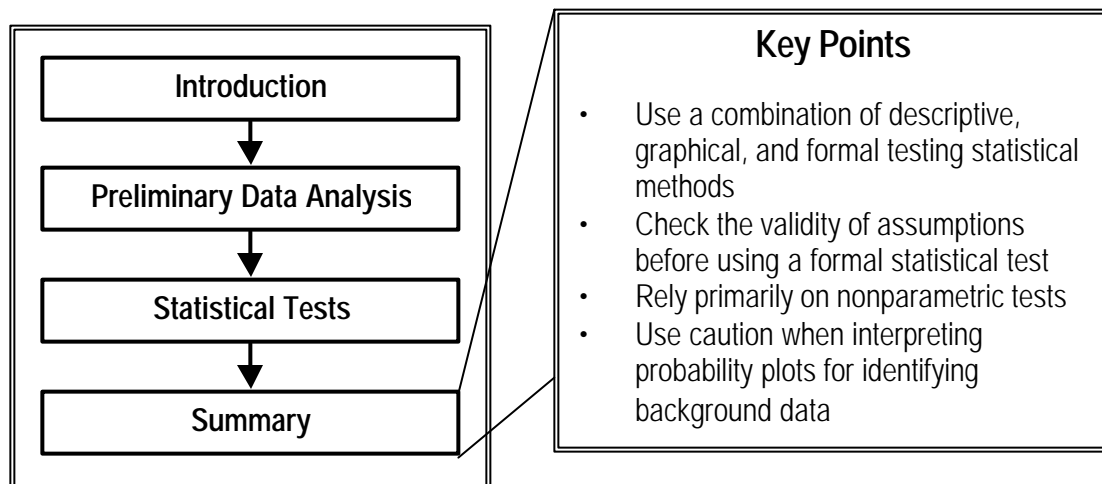 Introduction
Preliminary Data Analysis
Statistical Tests
Summary
Key Points
• Use a combination of descriptive,
graphical, and formal testing statistical
methods
• Check the validity of assumptions
before using a formal statistical test
• Rely primarily on nonparametric tests
• Use caution when interpreting
probability plots for identifying
background data